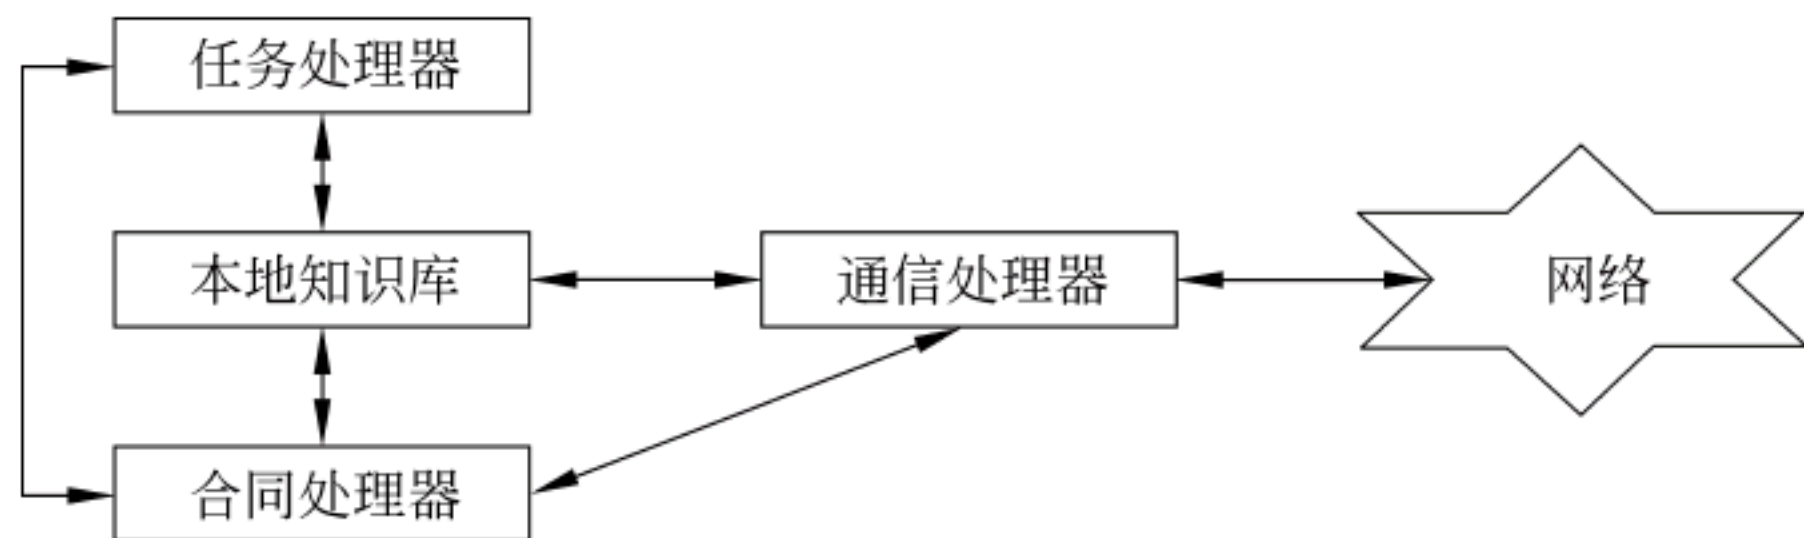 任务处理器
本地知识库
通信处理器
网络
合同处理器